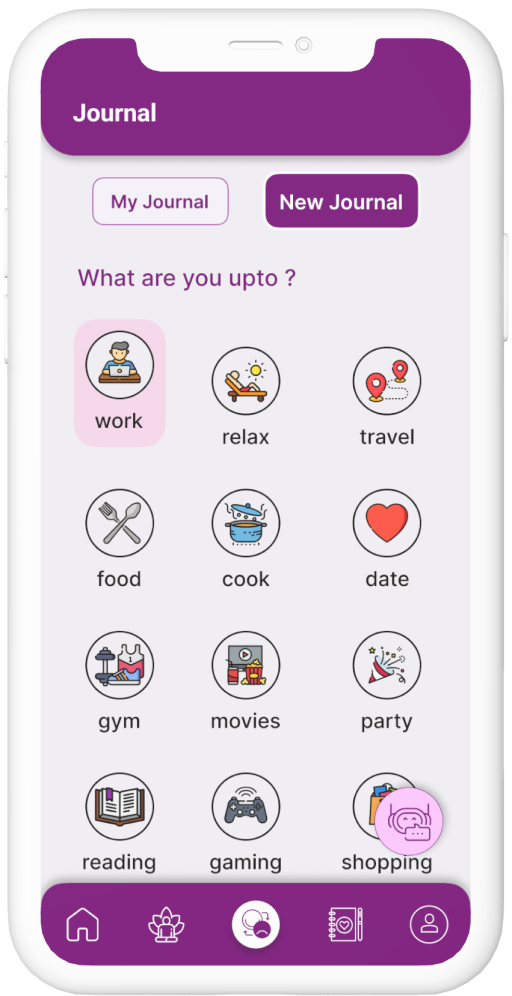 Journal
My Journal New Journal
What are you upto ?
work relax travel
food cook date
gym movies party
reading gaming shopping